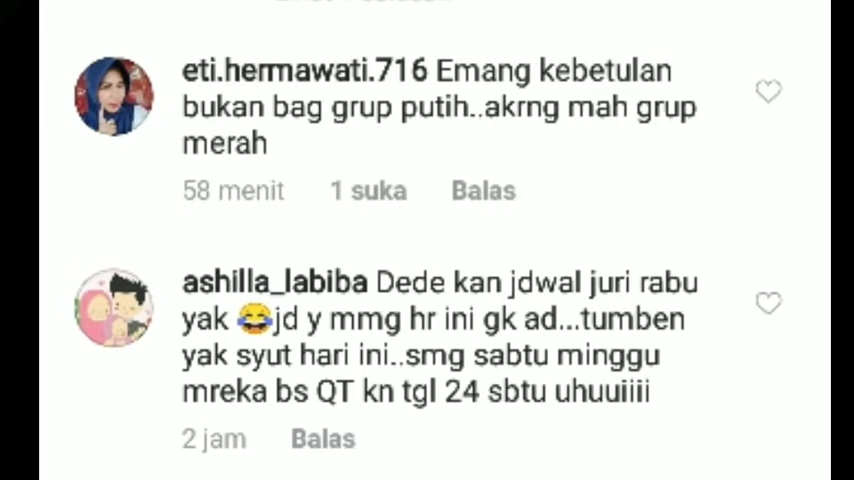 eti.hermawati.716 Emang kebetulan
bukan bag grup putih..akrng mah grup
merah
58 menit 1 suka Balas
ashilla_labiba Dede kan jdwal juri rabu
yak 😂jd y mmg hr ini gk ad...tumben
yak syut hari ini..smg sabtu minggu
mreka bs QT kn tgl 24 sbtu uhuuiiii
2 jam Balas